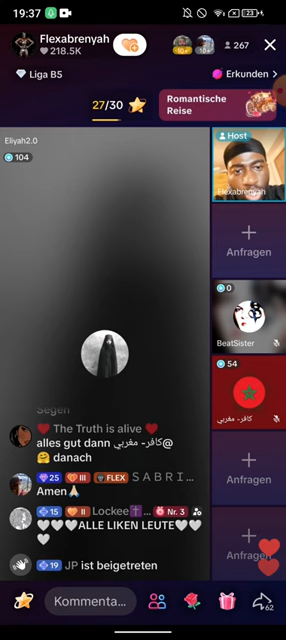 19:37
23
Flexabrenyah
218.5K
10
267
Liga B5
Erkunden
27/30
Romantische
Reise
Eliyah2.0
104
Host
Flexabrenyah
Anfragen
0
BeatSister
54
كافر- مغربي
Segen
The Truth is alive
alles gut dann كافر- مغربي@
danach
25 III FLEX S A B R I ...
Amen
15 II Lockee ... Nr. 3
ALLE LIKEN LEUTE
19 JP ist beigetreten
Anfragen
Anfragen
Kommenta...
62